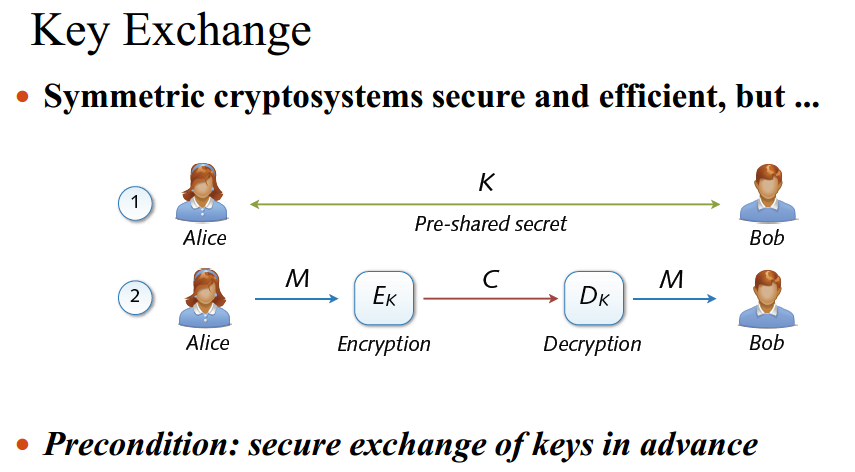 Key Exchange
• Symmetric cryptosystems secure and efficient, but ...
1
K
Pre-shared secret
Alice
Bob
2
M
EK
C
DK
M
Alice
Encryption
Decryption
Bob
• Precondition: secure exchange of keys in advance